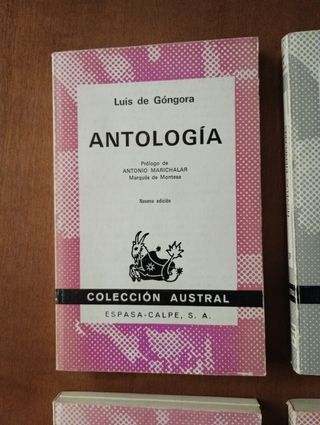 Luis de Góngora
ANTOLOGÍA
Prólogo de
ANTONIO MARICHALAR
Marqués de Montesa
Novena edición
COLECCIÓN AUSTRAL
ESPASA-CALPE, S. A.